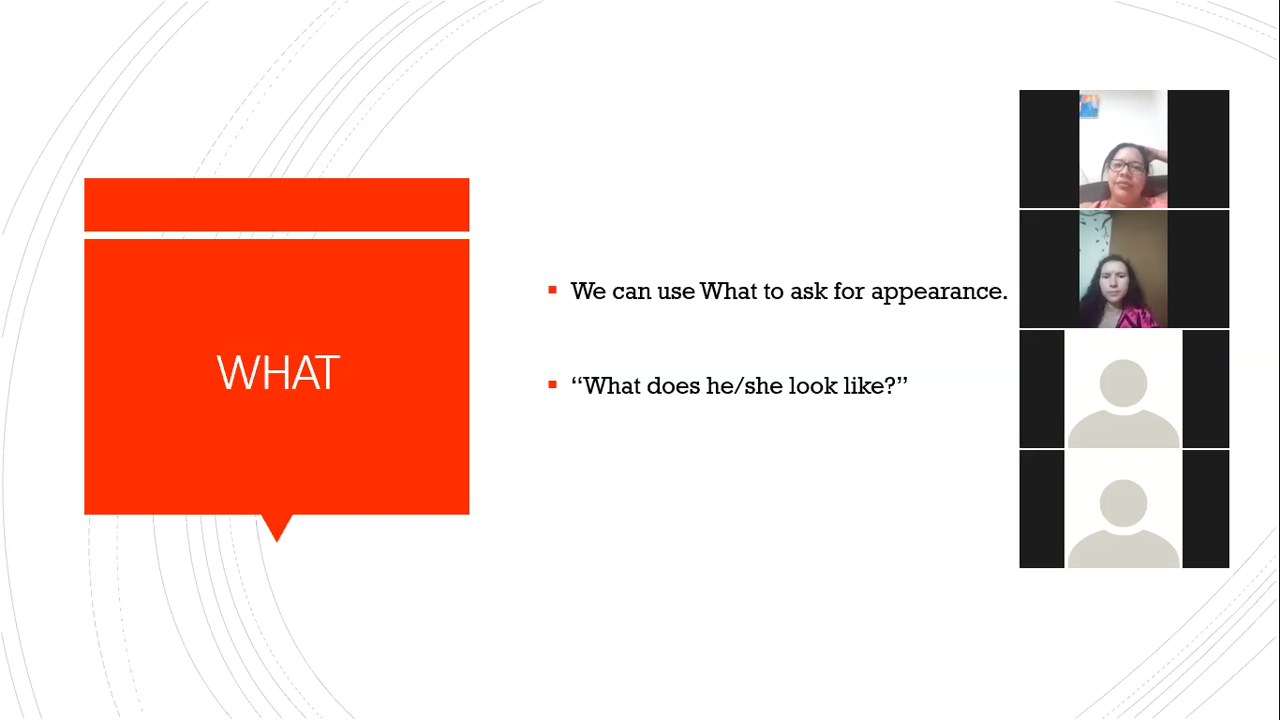 WHAT
We can use What to ask for appearance.
“What does he/she look like?”